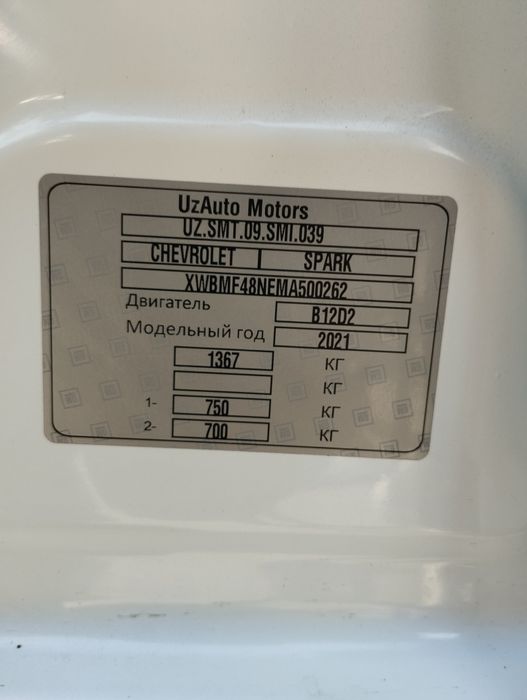 UzAuto Motors
UZ.SMT.09.SMI.039
CHEVROLET SPARK
XWBMF48NEMA500262
Двигатель B12D2
Модельный год 2021
1367 КГ
КГ
1- 750 КГ
2- 700 КГ